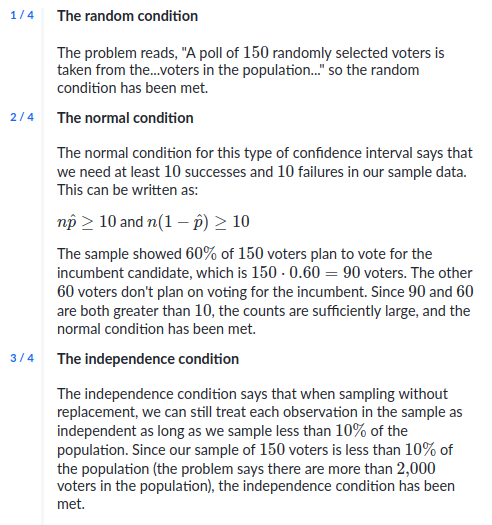 1 / 4 The random condition
The problem reads, "A poll of 150 randomly selected voters is
taken from the...voters in the population..." so the random
condition has been met.
2 / 4 The normal condition
The normal condition for this type of confidence interval says that
we need at least 10 successes and 10 failures in our sample data.
This can be written as:
np̂ ≥ 10 and n(1 − p̂) ≥ 10
The sample showed 60% of 150 voters plan to vote for the
incumbent candidate, which is 150 · 0.60 = 90 voters. The other
60 voters don't plan on voting for the incumbent. Since 90 and 60
are both greater than 10, the counts are sufficiently large, and the
normal condition has been met.
3 / 4 The independence condition
The independence condition says that when sampling without
replacement, we can still treat each observation in the sample as
independent as long as we sample less than 10% of the
population. Since our sample of 150 voters is less than 10% of
the population (the problem says there are more than 2,000
voters in the population), the independence condition has been
met.